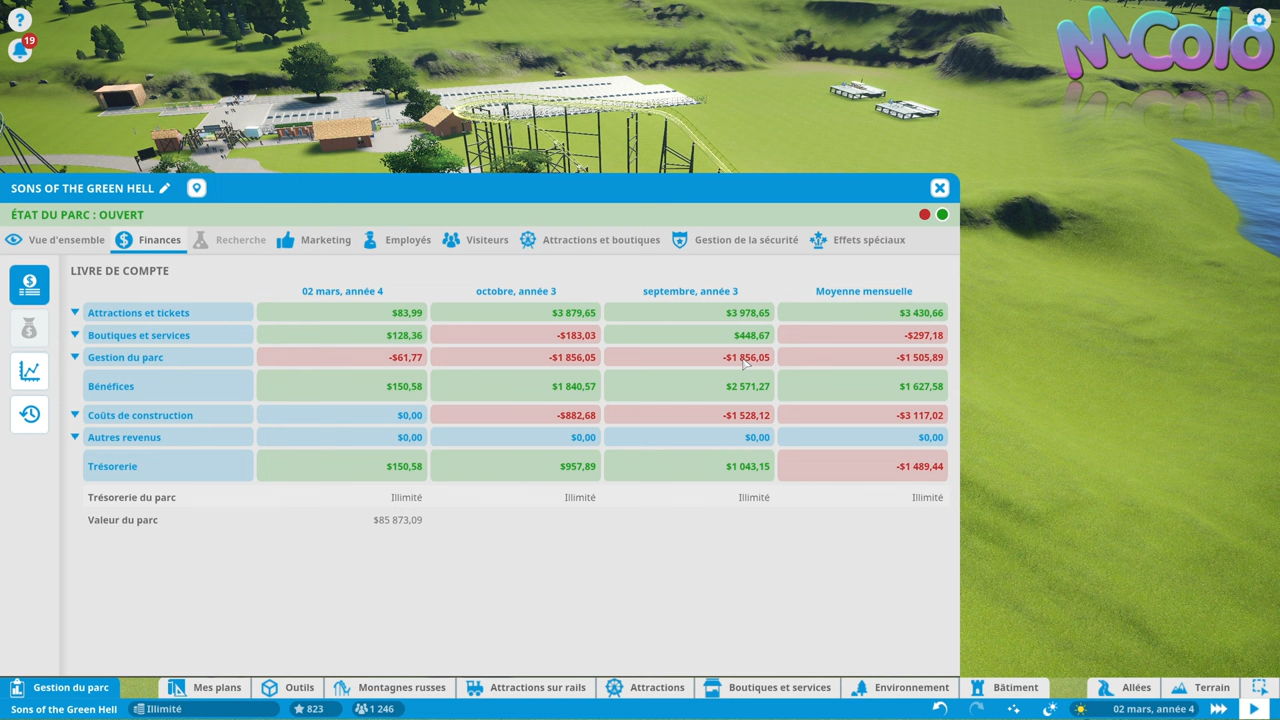 ?
19
MColo
SONS OF THE GREEN HELL
ÉTAT DU PARC : OUVERT
Vue d'ensemble Finances Recherche Marketing Employés Visiteurs Attractions et boutiques Gestion de la sécurité Effets spéciaux
LIVRE DE COMPTE
02 mars, année 4 octobre, année 3 septembre, année 3 Moyenne mensuelle
Attractions et tickets $83,99 $3 879,65 $3 978,65 $3 430,66
Boutiques et services $128,36 -$183,03 $448,67 -$297,18
Gestion du parc -$61,77 -$1 856,05 -$1 856,05 -$1 505,89
Bénéfices $150,58 $1 840,57 $2 571,27 $1 627,58
Coûts de construction $0,00 -$882,68 -$1 528,12 -$3 117,02
Autres revenus $0,00 $0,00 $0,00 $0,00
Trésorerie $150,58 $957,89 $1 043,15 -$1 489,44
Trésorerie du parc Illimité Illimité Illimité Illimité
Valeur du parc $85 873,09
Gestion du parc Mes plans Outils Montagnes russes Attractions sur rails Attractions Boutiques et services Environnement Bâtiment Allées Terrain
Sons of the Green Hell Illimité 823 1 246 02 mars, année 4